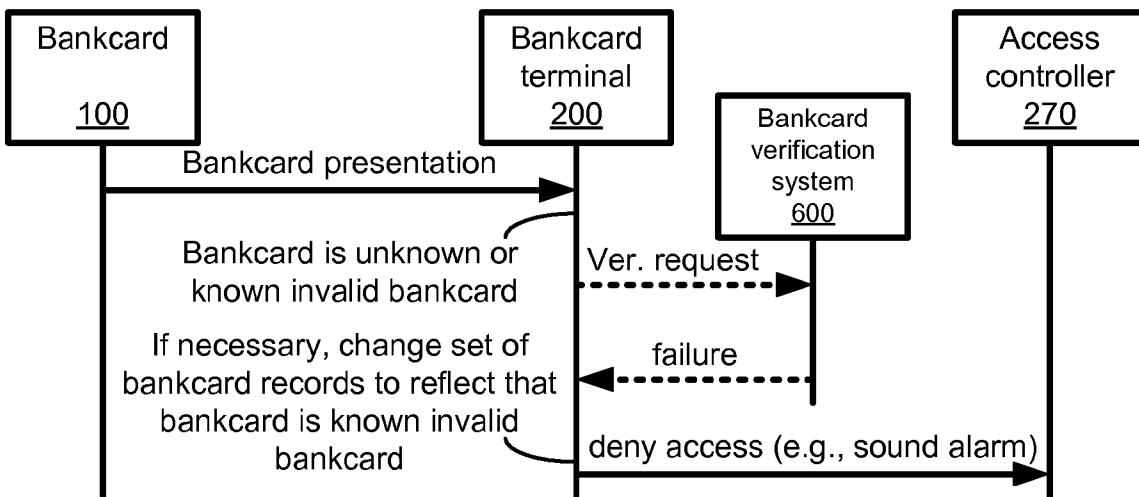 Bankcard
100
Bankcard
terminal
200
Bankcard
verification
system
600
Access
controller
270
Bankcard presentation
Bankcard is unknown or
known invalid bankcard
Ver. request
If necessary, change set of
bankcard records to reflect that
bankcard is known invalid
bankcard
failure
deny access (e.g., sound alarm)